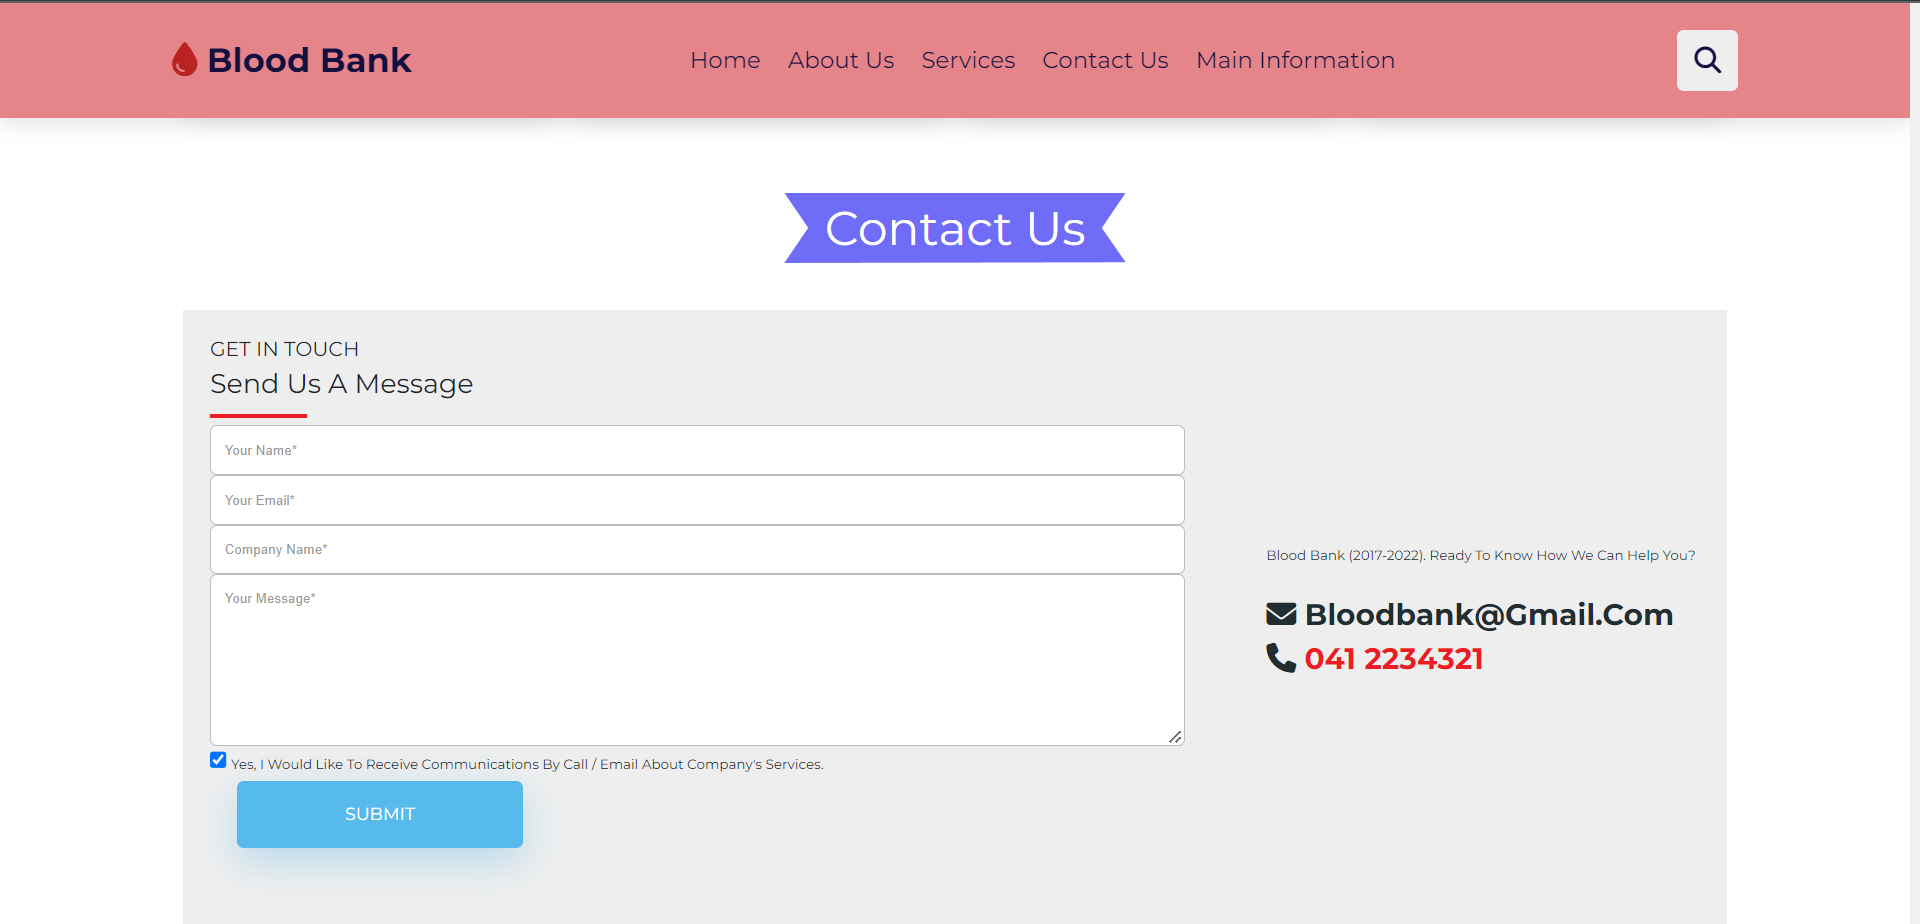 Blood Bank
Home About Us Services Contact Us Main Information
Contact Us
GET IN TOUCH
Send Us A Message
Your Name*
Your Email*
Company Name*
Your Message*
Yes, I Would Like To Receive Communications By Call / Email About Company's Services.
SUBMIT
Blood Bank (2017-2022). Ready To Know How We Can Help You?
Bloodbank@Gmail.Com
041 2234321